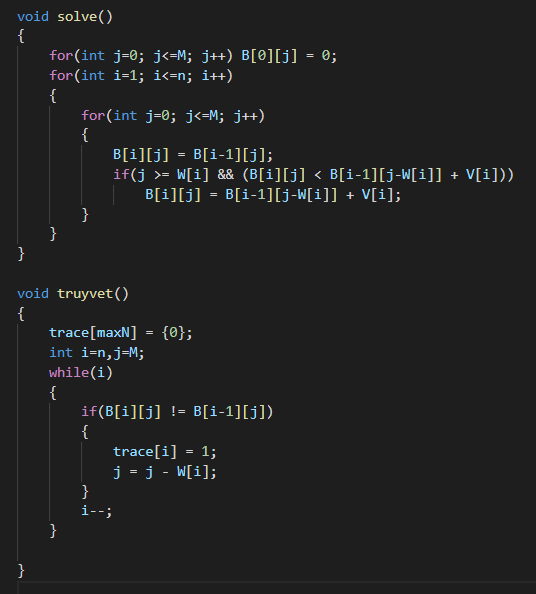 void solve()
{
    for(int j=0; j<=M; j++) B[0][j] = 0;
    for(int i=1; i<=n; i++)
    {
        for(int j=0; j<=M; j++)
        {
            B[i][j] = B[i-1][j];
            if(j >= W[i] && (B[i][j] < B[i-1][j-W[i]] + V[i]))
                B[i][j] = B[i-1][j-W[i]] + V[i];
        }
    }
}

void truyvet()
{
    trace[maxN] = {0};
    int i=n,j=M;
    while(i)
    {
        if(B[i][j] != B[i-1][j])
        {
            trace[i] = 1;
            j = j - W[i];
        }
        i--;
    }

}